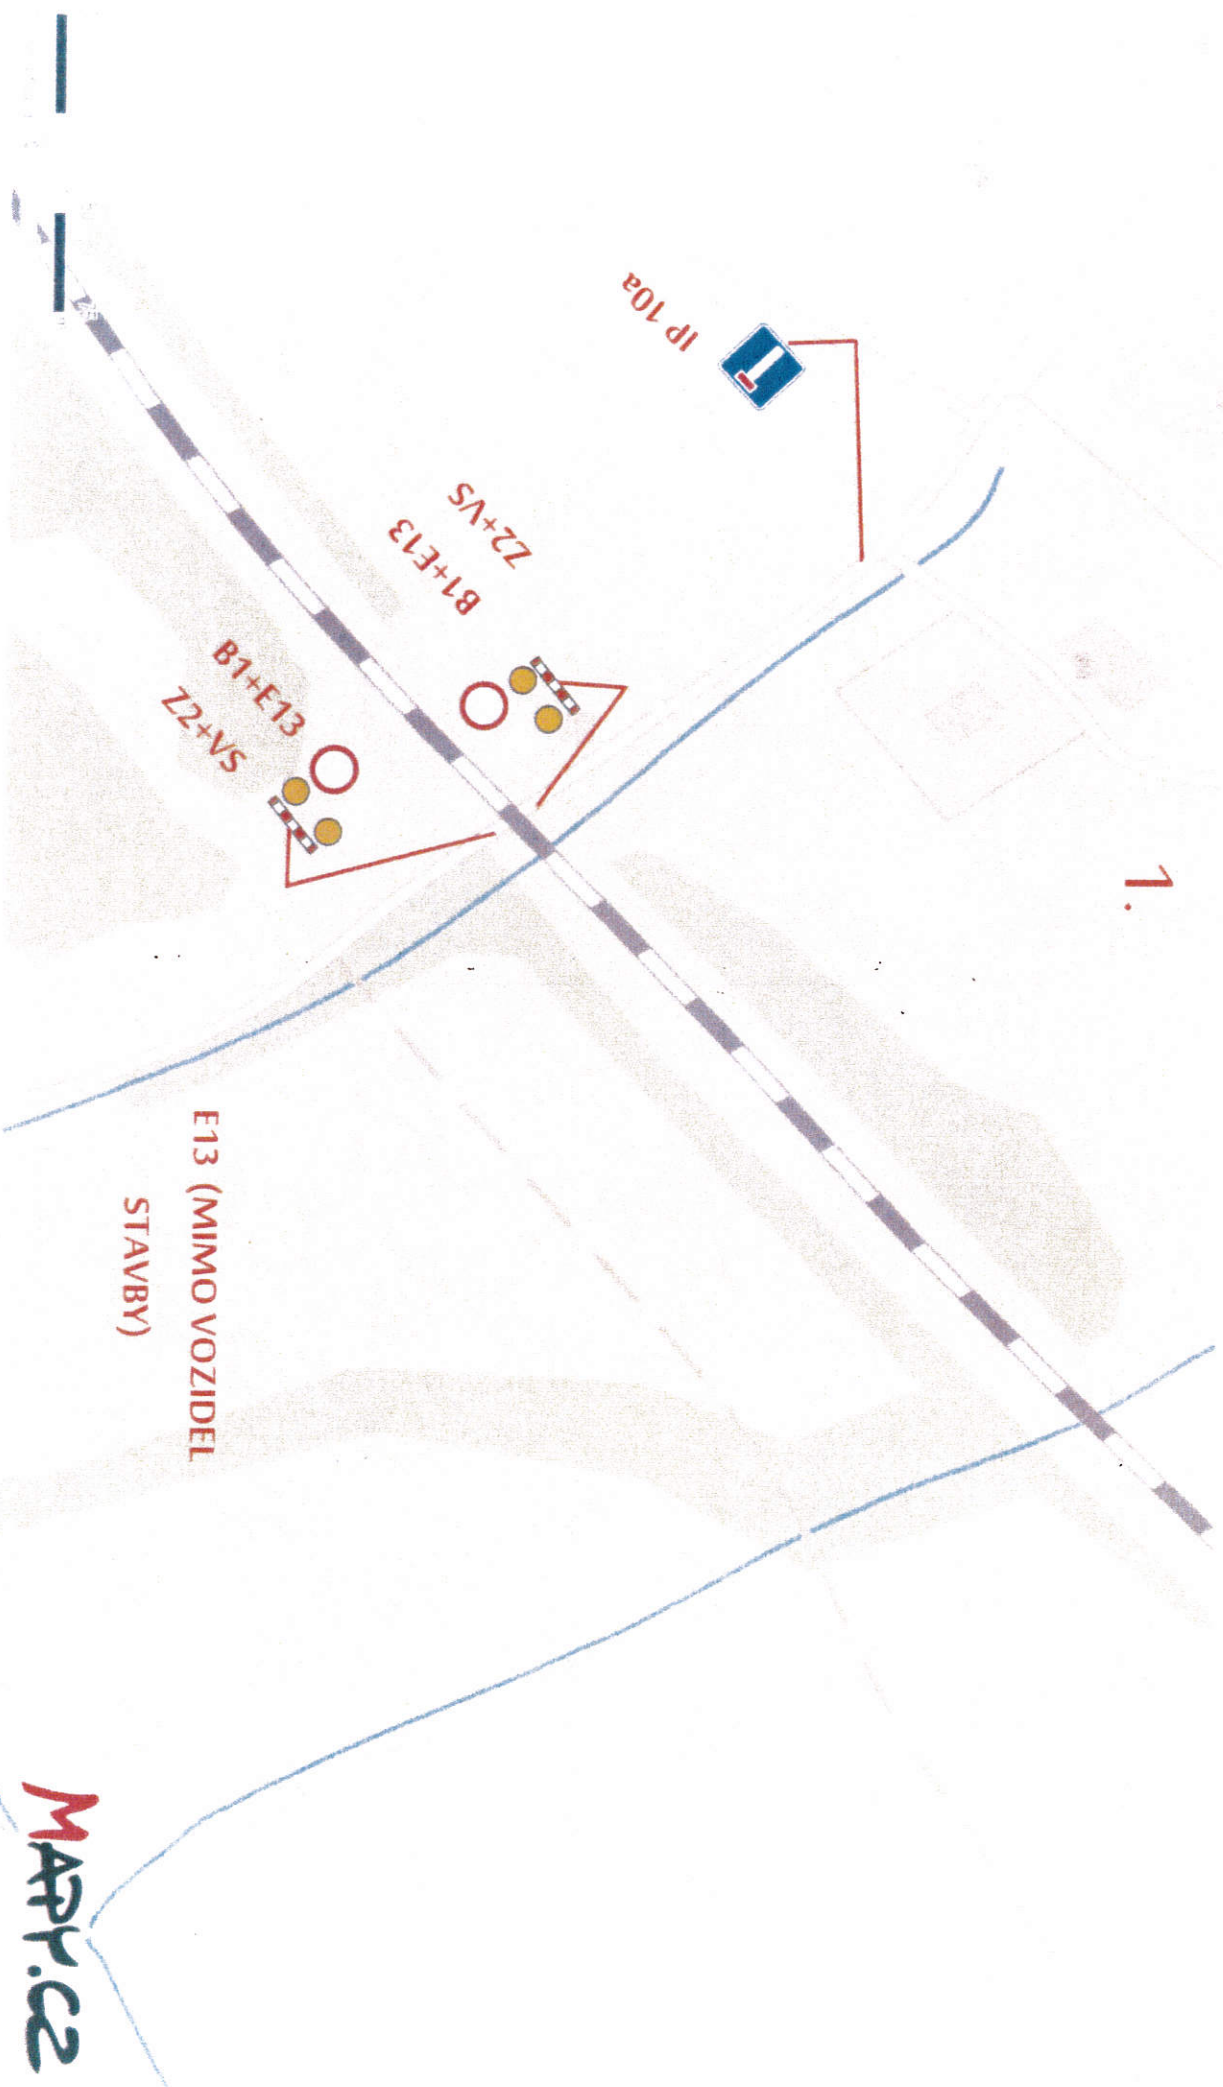 1.
IP 10a
Z2+VS
B1+E13
B1+E13
Z2+VS
E13 (MIMO VOZIDEL
STAVBY)
MAPY.CZ